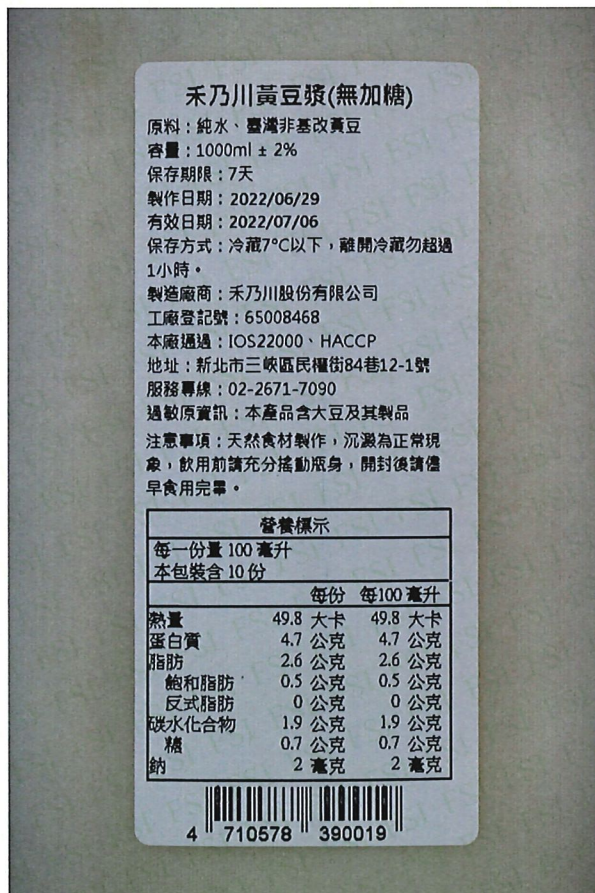 禾乃川黃豆漿(無加糖)
原料：純水、臺灣非基改黃豆
容量：1000ml ± 2%
保存期限：7天
製作日期：2022/06/29
有效日期：2022/07/06
保存方式：冷藏7°C以下，離開冷藏勿超過
1小時。
製造廠商：禾乃川股份有限公司
工廠登記號：65008468
本廠通過：IOS22000、HACCP
地址：新北市三峽區民權街84巷12-1號
服務專線：02-2671-7090
過敏原資訊：本產品含大豆及其製品
注意事項：天然食材製作，沉澱為正常現
象，飲用前請充分搖動瓶身，開封後請儘
早食用完畢。
營養標示
每一份量 100 毫升
本包裝含 10 份
每份 每100 毫升
熱量 49.8 大卡 49.8 大卡
蛋白質 4.7 公克 4.7 公克
脂肪 2.6 公克 2.6 公克
飽和脂肪 0.5 公克 0.5 公克
反式脂肪 0 公克 0 公克
碳水化合物 1.9 公克 1.9 公克
糖 0.7 公克 0.7 公克
鈉 2 毫克 2 毫克
4 710578 390019